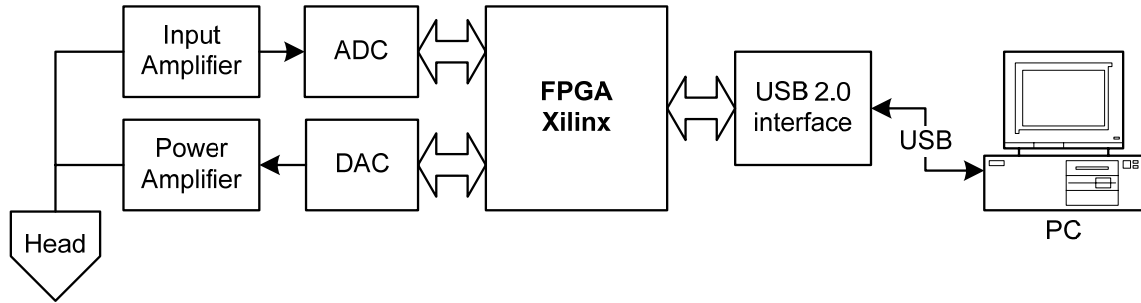 Input
Amplifier
ADC
FPGA
Xilinx
USB 2.0
interface
USB
Power
Amplifier
DAC
Head
PC